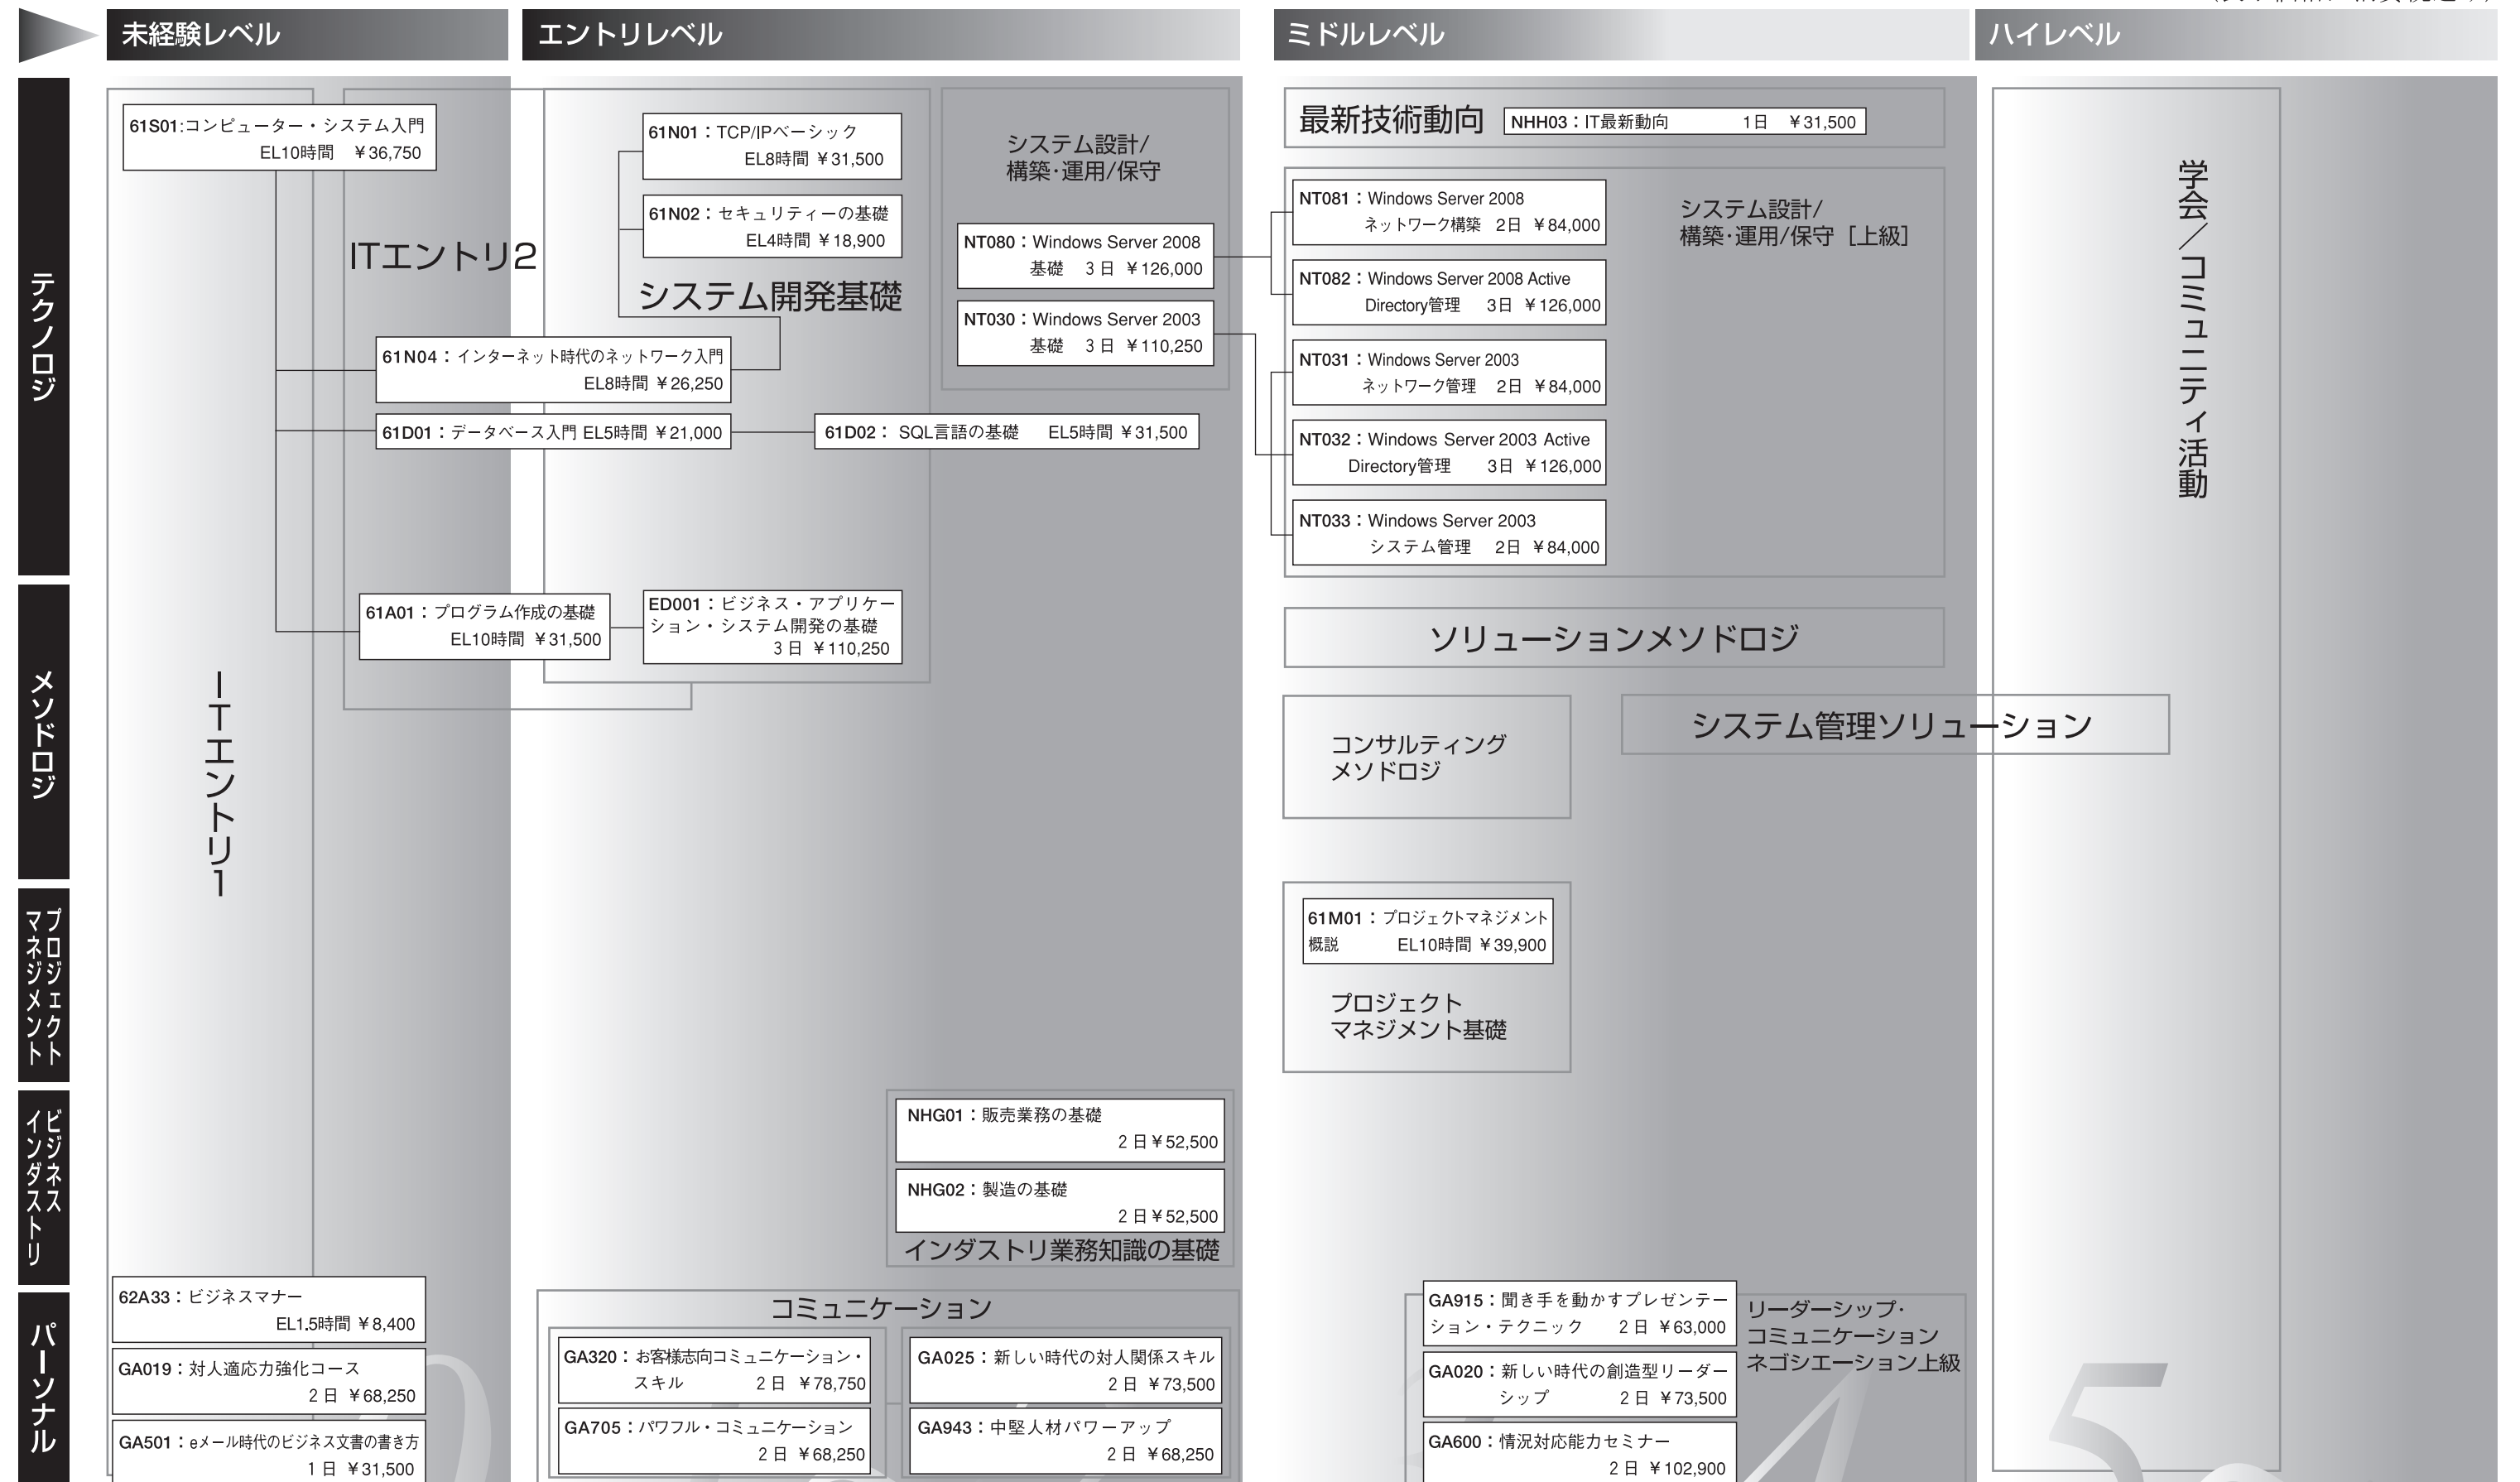 未経験レベル
エントリレベル
ミドルレベル
ハイレベル
テクノロジ
メソドロジ
プロジェクト
マネジメント
ビジネス
インダストリ
パーソナル
61S01:コンピューター・システム入門
EL10時間 ￥36,750
ITエントリ1
ITエントリ2
61N01：TCP/IPベーシック
EL8時間 ￥31,500
61N02：セキュリティーの基礎
EL4時間 ￥18,900
システム開発基礎
61N04：インターネット時代のネットワーク入門
EL8時間 ￥26,250
61D01：データベース入門 EL5時間 ￥21,000
61D02： SQL言語の基礎 EL5時間 ￥31,500
61A01：プログラム作成の基礎
EL10時間 ￥31,500
ED001：ビジネス・アプリケー
ション・システム開発の基礎
3 日 ￥110,250
システム設計/
構築･運用/保守
NT080：Windows Server 2008
基礎 3 日 ￥126,000
NT030：Windows Server 2003
基礎 3 日 ￥110,250
最新技術動向
NHH03：IT最新動向 1日 ￥31,500
NT081：Windows Server 2008
ネットワーク構築 2日 ￥84,000
NT082：Windows Server 2008 Active
Directory管理 3日 ￥126,000
NT031：Windows Server 2003
ネットワーク管理 2日 ￥84,000
NT032：Windows Server 2003 Active
Directory管理 3日 ￥126,000
NT033：Windows Server 2003
システム管理 2日 ￥84,000
システム設計/
構築･運用/保守［上級］
学会／コミュニティ活動
ソリューションメソドロジ
コンサルティング
メソドロジ
システム管理ソリューション
61M01：プロジェクトマネジメント
概説 EL10時間 ￥39,900
プロジェクト
マネジメント基礎
NHG01：販売業務の基礎
2 日￥52,500
NHG02：製造の基礎
2 日￥52,500
インダストリ業務知識の基礎
62A33：ビジネスマナー
EL1.5時間 ￥8,400
GA019：対人適応力強化コース
2 日 ￥68,250
GA501：eメール時代のビジネス文書の書き方
1 日 ￥31,500
コミュニケーション
GA320：お客様志向コミュニケーション・
スキル 2 日 ￥78,750
GA705：パワフル・コミュニケーション
2 日 ￥68,250
GA025：新しい時代の対人関係スキル
2 日 ￥73,500
GA943：中堅人材パワーアップ
2 日 ￥68,250
GA915：聞き手を動かすプレゼンテー
ション・テクニック 2 日 ￥63,000
GA020：新しい時代の創造型リーダー
シップ 2 日 ￥73,500
GA600：情況対応能力セミナー
2 日 ￥102,900
リーダーシップ･
コミュニケーション
ネゴシエーション上級
4
5